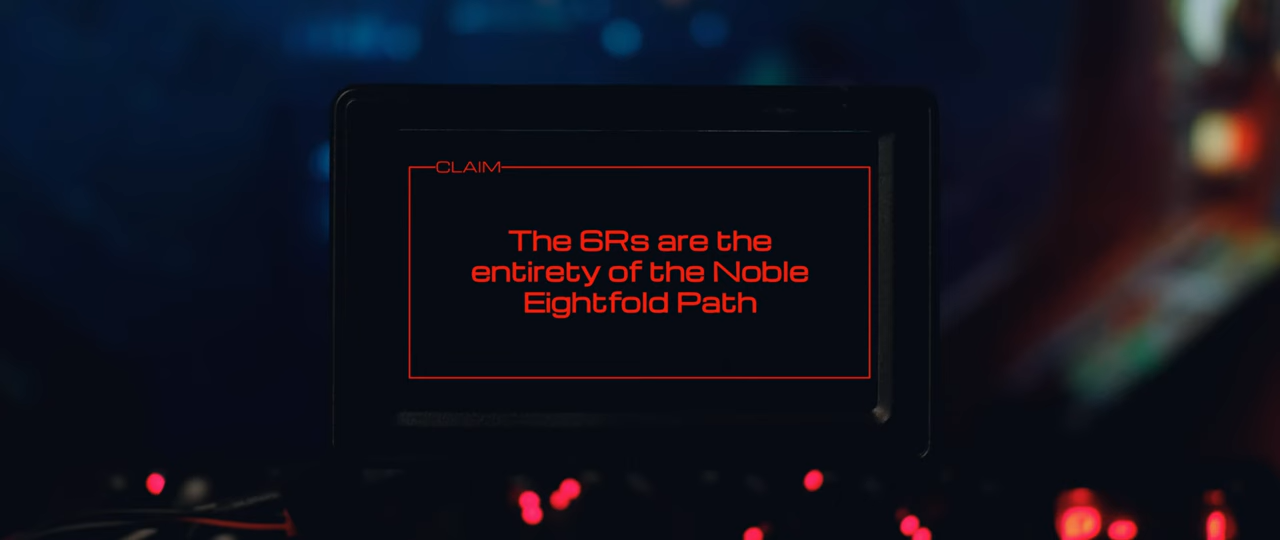 CLAIM
The 6Rs are the
entirety of the Noble
Eightfold Path